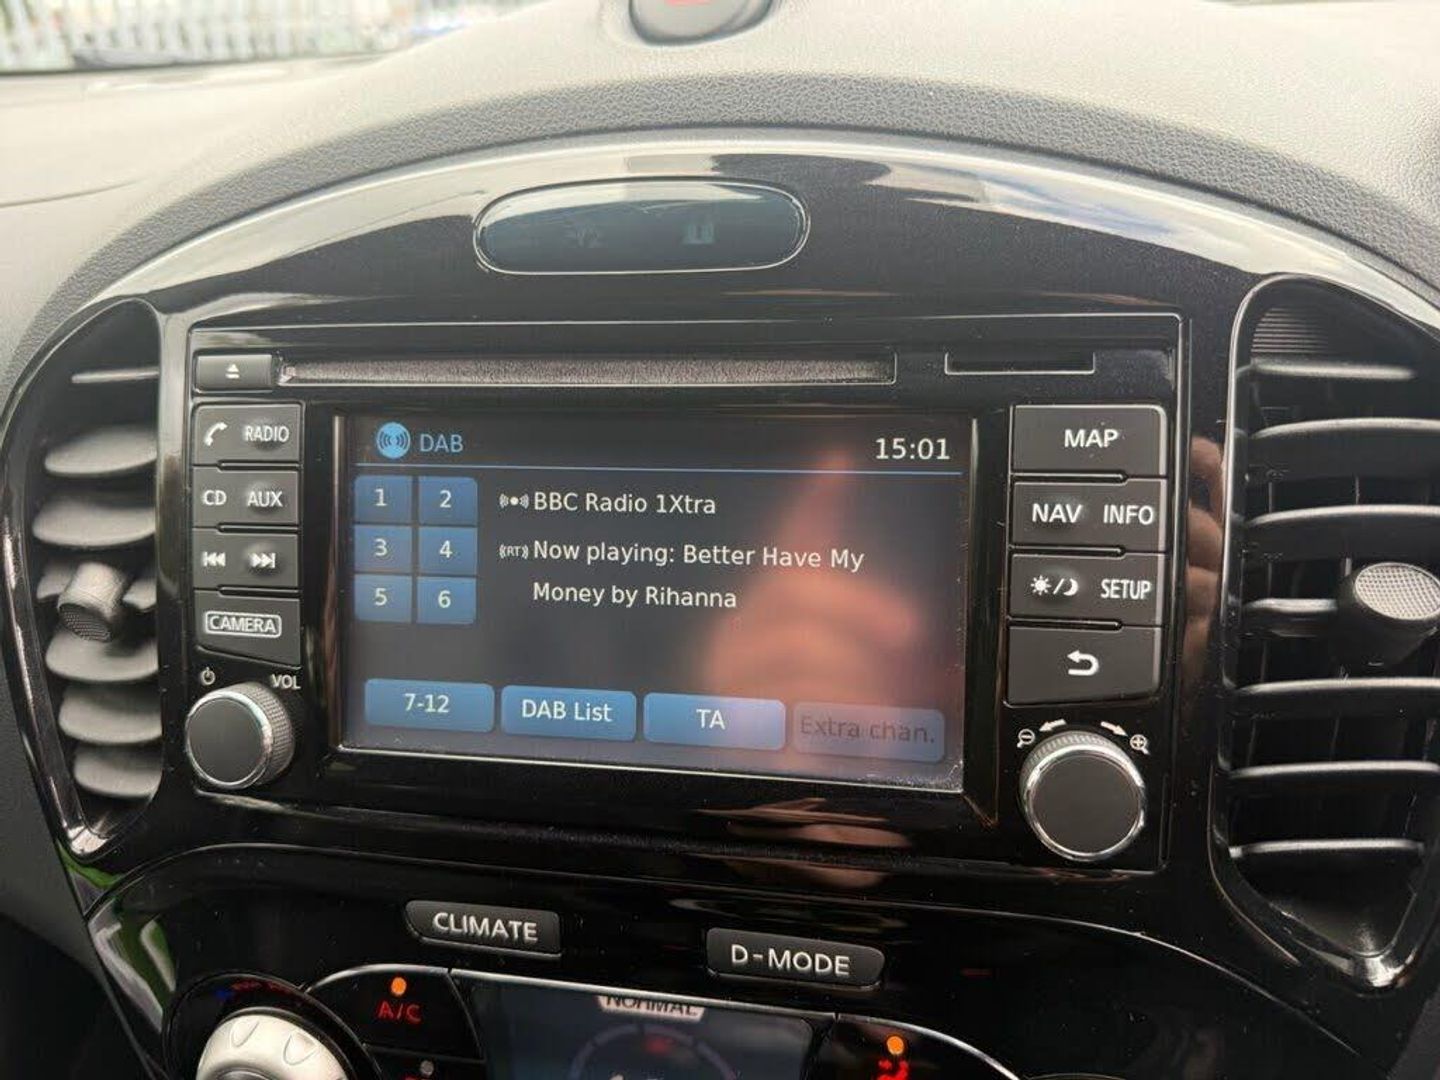 RADIO
CD AUX
CAMERA
VOL
DAB
15:01
1 2
3 4
5 6
BBC Radio 1Xtra
(RT) Now playing: Better Have My
Money by Rihanna
7-12
DAB List
TA
Extra chan.
MAP
NAV INFO
SETUP
CLIMATE
D-MODE
A/C
NORMAL